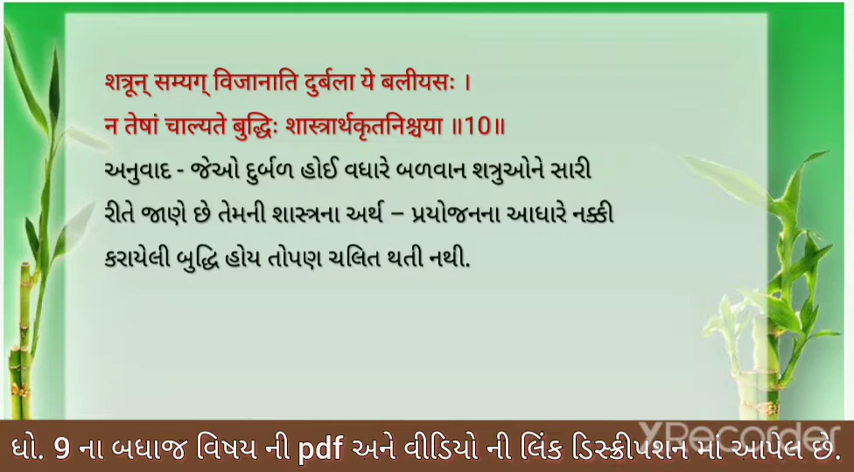 शत्रून् सम्यग् विजानाति दुर्बला ये बलीयसः ।
न तेषां चाल्यते बुद्धिः शास्त्रार्थकृतनिश्चया ॥10॥
અનુવાદ - જેઓ દુર્બળ હોઈ વધારે બળવાન શત્રુઓને સારી
રીતે જાણે છે તેમની શાસ્ત્રના અર્થ – પ્રયોજનના આધારે નક્કી
કરાયેલી બુદ્ધિ હોય તોપણ ચલિત થતી નથી.
XRecorder
ધો. 9 ના બધાજ વિષય ની pdf અને વીડિયો ની લિંક ડિસ્ક્રીપશન માં આપેલ છે.